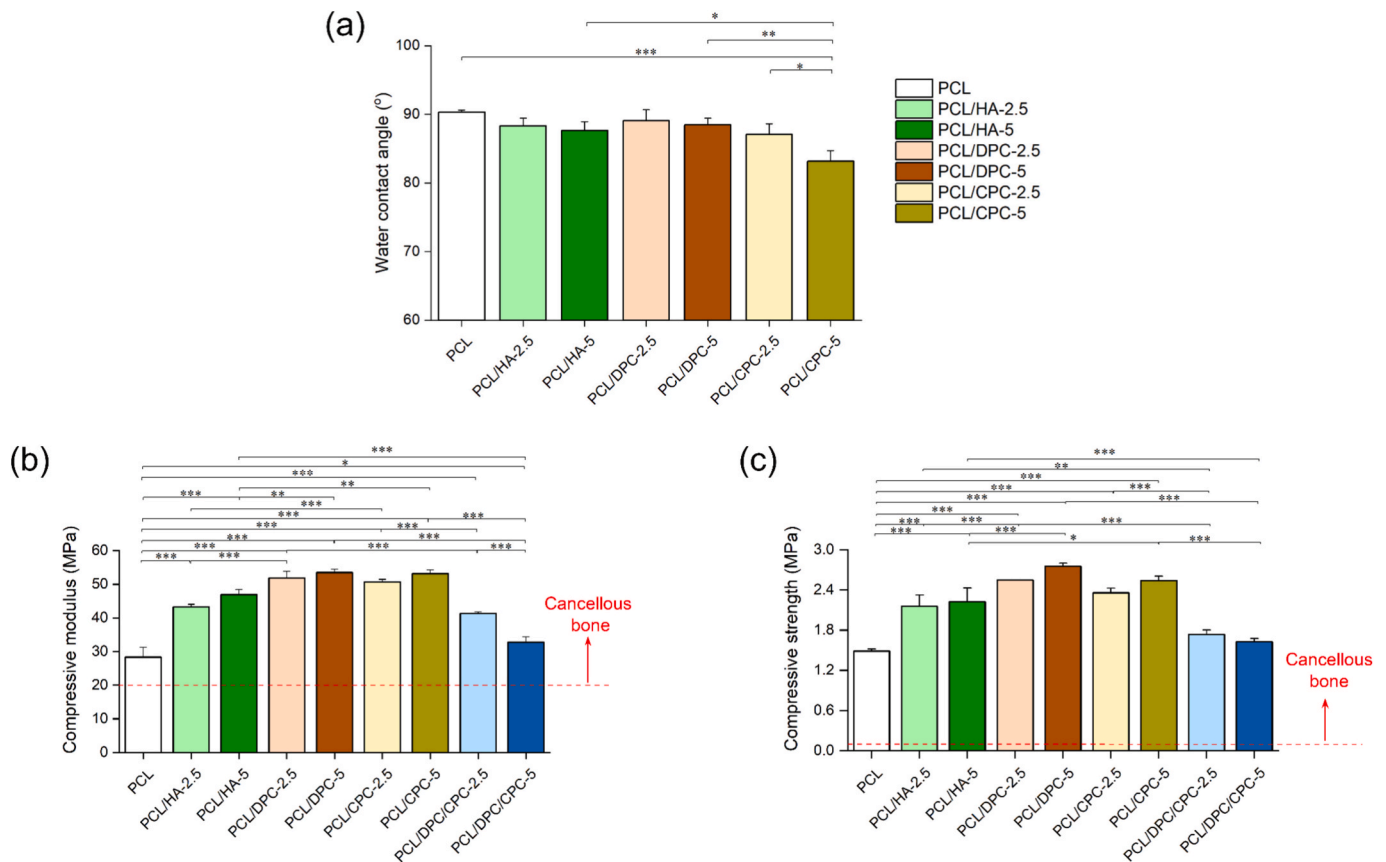 (a)
*
**
***
*
100
90
80
70
60
Water contact angle (°)
PCL
PCL/HA-2.5
PCL/HA-5
PCL/DPC-2.5
PCL/DPC-5
PCL/CPC-2.5
PCL/CPC-5
PCL
PCL/HA-2.5
PCL/HA-5
PCL/DPC-2.5
PCL/DPC-5
PCL/CPC-2.5
PCL/CPC-5
(b)
***
*
***
**
*** **
***
*** ***
*** ***
*** ***
*** ***
*** ***
60
50
40
30
20
10
0
Compressive modulus (MPa)
Cancellous
bone
PCL
PCL/HA-2.5
PCL/HA-5
PCL/DPC-2.5
PCL/DPC-5
PCL/CPC-2.5
PCL/CPC-5
PCL/DPC/CPC-2.5
PCL/DPC/CPC-5
(c)
***
**
***
*** ***
*** ***
***
*** *** ***
*** ***
* ***
3.0
2.4
1.8
1.2
0.6
0.0
Compressive strength (MPa)
Cancellous
bone
PCL
PCL/HA-2.5
PCL/HA-5
PCL/DPC-2.5
PCL/DPC-5
PCL/CPC-2.5
PCL/CPC-5
PCL/DPC/CPC-2.5
PCL/DPC/CPC-5